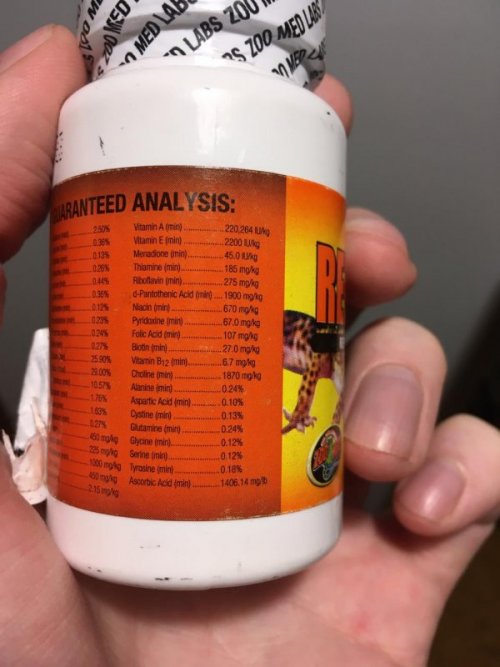 ZOO MED LABS ZOO MED LABS
GUARANTEED ANALYSIS:
2.50% Vitamin A (min) 220,264 IU/kg
0.36% Vitamin E (min) 2200 IU/kg
0.13% Menadione (min) 45.0 IU/kg
0.26% Thiamine (min) 185 mg/kg
0.44% Riboflavin (min) 275 mg/kg
0.36% d-Pantothenic Acid (min) 1900 mg/kg
0.12% Niacin (min) 670 mg/kg
0.23% Pyridoxine (min) 67.0 mg/kg
0.24% Folic Acid (min) 107 mg/kg
0.27% Biotin (min) 27.0 mg/kg
25.90% Vitamin B12 (min) 6.7 mg/kg
29.00% Choline (min) 1870 mg/kg
10.57% Alanine (min) 0.24%
1.76% Aspartic Acid (min) 0.10%
1.63% Cystine (min) 0.13%
0.27% Glutamine (min) 0.24%
450 mg/kg Glycine (min) 0.12%
225 mg/kg Serine (min) 0.12%
1000 mg/kg Tyrosine (min) 0.18%
450 mg/kg Ascorbic Acid (min) 1406.14 mg/lb
2.15 mg/kg
RE